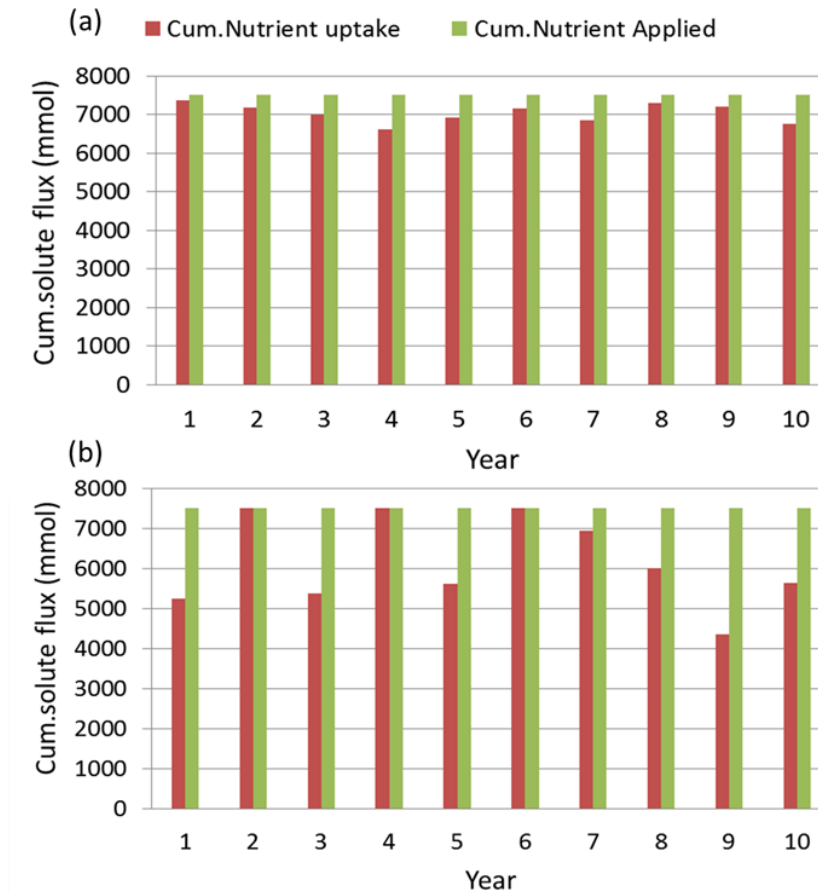 (a) Cum.Nutrient uptake Cum.Nutrient Applied
Cum.solute flux (mmol)
8000
7000
6000
5000
4000
3000
2000
1000
0
1 2 3 4 5 6 7 8 9 10
Year
(b)
Cum.solute flux (mmol)
8000
7000
6000
5000
4000
3000
2000
1000
0
1 2 3 4 5 6 7 8 9 10
Year